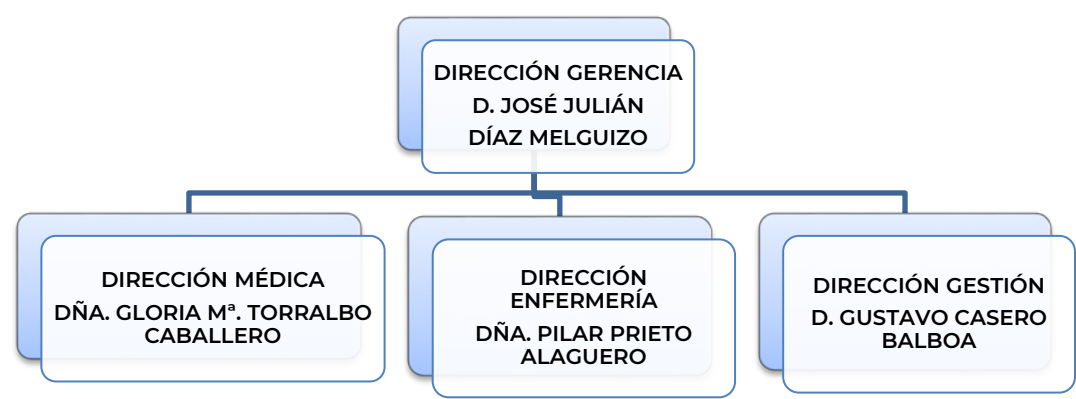 DIRECCIÓN GERENCIA
D. JOSÉ JULIÁN
DÍAZ MELGUIZO
DIRECCIÓN MÉDICA
DÑA. GLORIA Mª. TORRALBO
CABALLERO
DIRECCIÓN
ENFERMERÍA
DÑA. PILAR PRIETO
ALAGUERO
DIRECCIÓN GESTIÓN
D. GUSTAVO CASERO
BALBOA